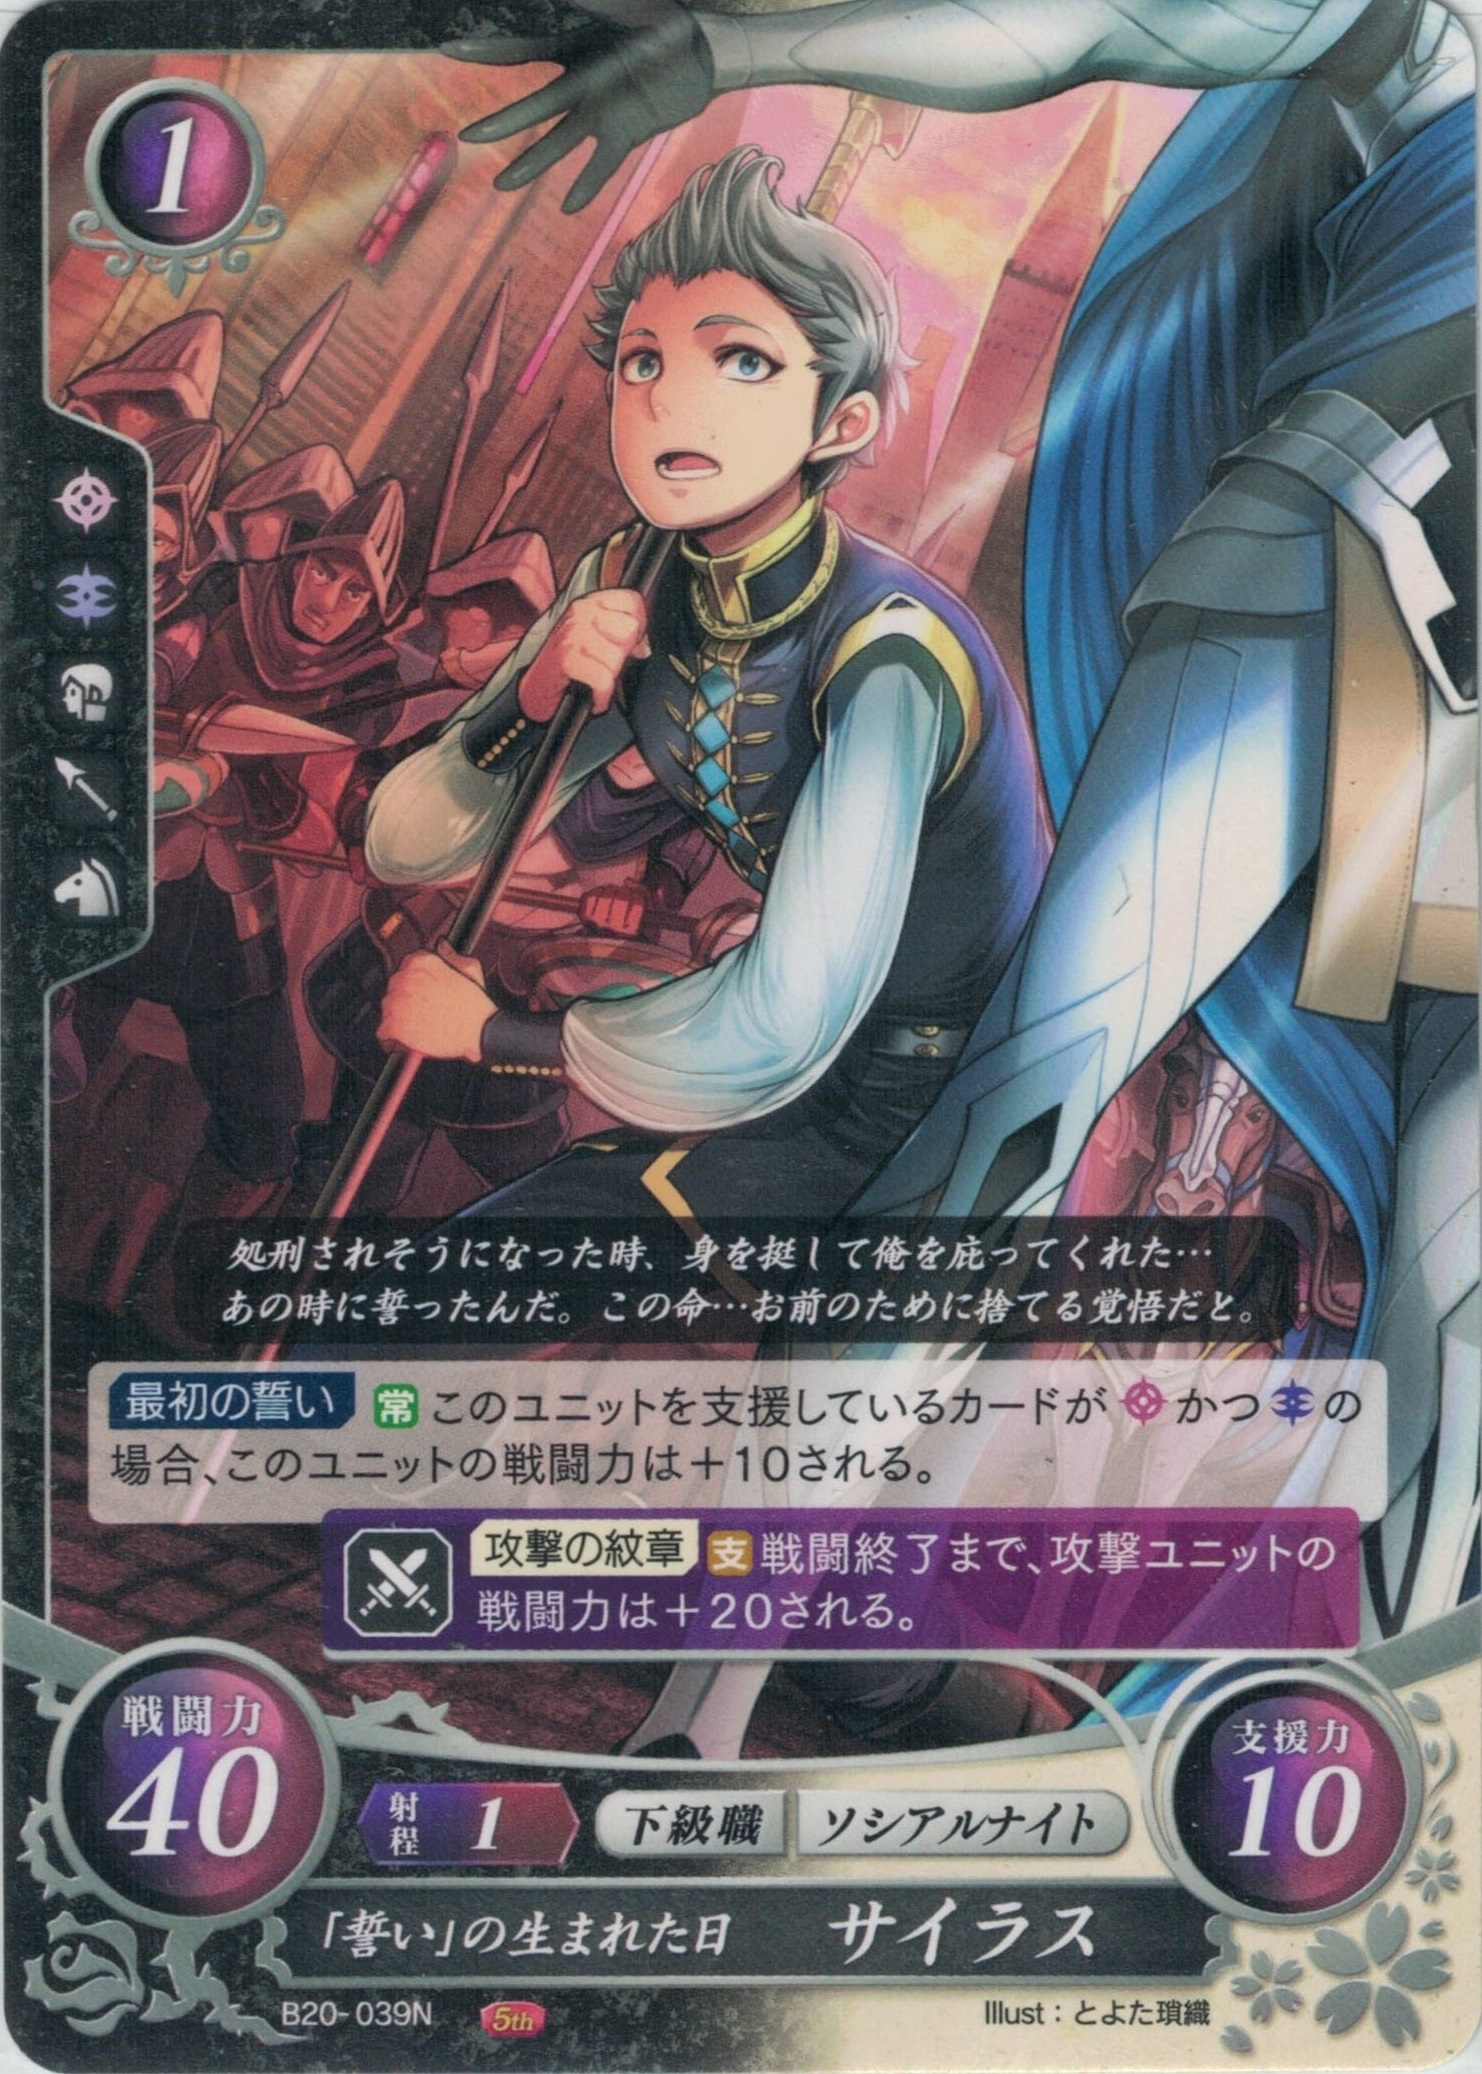 1
処刑されそうになった時、身を挺して俺を庇ってくれた…
あの時に誓ったんだ。この命…お前のために捨てる覚悟だと。
最初の誓い 常 このユニットを支援しているカードが かつ の
場合、このユニットの戦闘力は＋10される。
攻撃の紋章 支 戦闘終了まで、攻撃ユニットの
戦闘力は＋20される。
戦闘力
40
支援力
10
射程 1 下級職 ソシアルナイト
「誓い」の生まれた日 サイラス
B20-039N 5th Illust：とよた瑣織